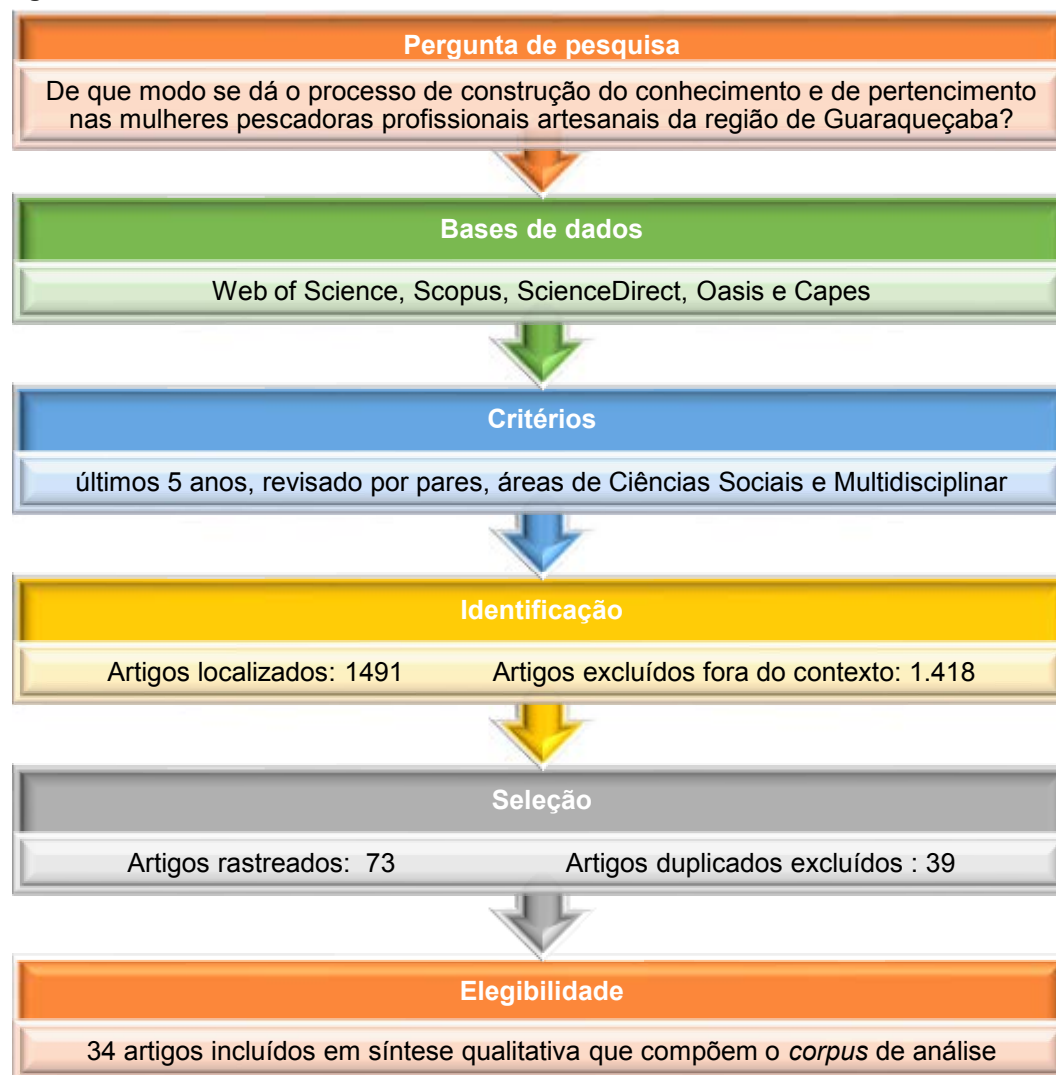 Pergunta de pesquisa
De que modo se dá o processo de construção do conhecimento e de pertencimento
nas mulheres pescadoras profissionais artesanais da região de Guaraqueçaba?
Bases de dados
Web of Science, Scopus, ScienceDirect, Oasis e Capes
Critérios
últimos 5 anos, revisado por pares, áreas de Ciências Sociais e Multidisciplinar
Identificação
Artigos localizados: 1491 Artigos excluídos fora do contexto: 1.418
Seleção
Artigos rastreados: 73 Artigos duplicados excluídos : 39
Elegibilidade
34 artigos incluídos em síntese qualitativa que compõem o corpus de análise